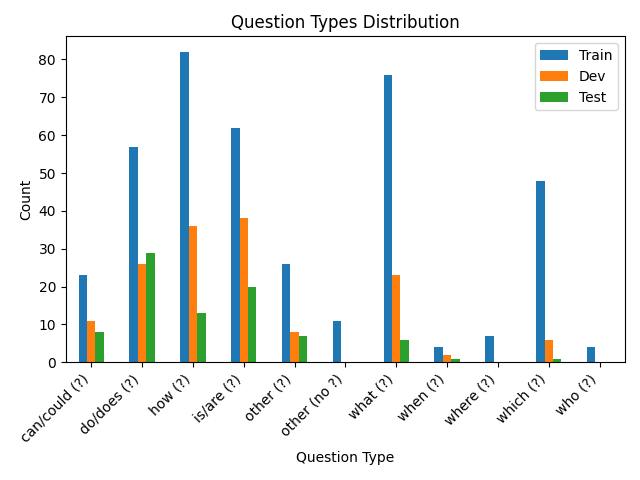 Question Types Distribution
Train
Dev
Test
Count
80
70
60
50
40
30
20
10
0
can/could (?)
do/does (?)
how (?)
is/are (?)
other (?)
other (no ?)
what (?)
when (?)
where (?)
which (?)
who (?)
Question Type